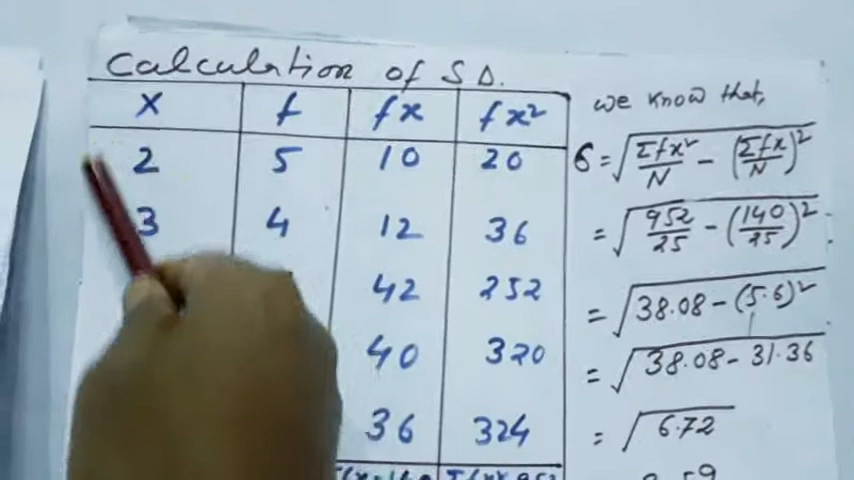 Calculation of S D.
x f fx fx²
2 5 10 20
3 4 12 36
42 252
40 320
36 324
we know that,
б = √ Σfx²/N - (Σfx/N)²
= √ 952/25 - (140/25)²
= √ 38.08 - (5.6)²
= √ 38.08 - 31.36
= √ 6.72